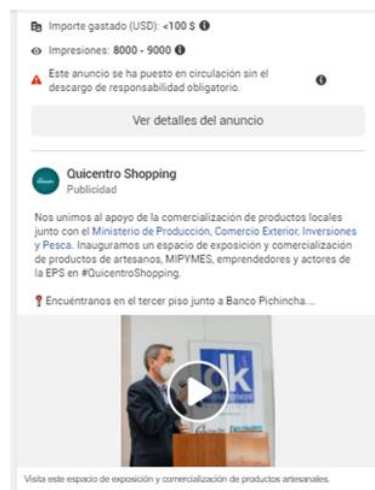 Importe gastado (USD): <100 $
Impresiones: 8000 - 9000
Este anuncio se ha puesto en circulación sin el
descargo de responsabilidad obligatorio.
Ver detalles del anuncio
Quicentro Shopping
Publicidad
Nos unimos al apoyo de la comercialización de productos locales
junto con el Ministerio de Producción, Comercio Exterior, Inversiones
y Pesca. Inauguramos un espacio de exposición y comercialización
de productos de artesanos, MIPYMES, emprendedores y actores de
la EPS en #QuicentroShopping.
Encuéntranos en el tercer piso junto a Banco Pichincha....
dk
management
Visita este espacio de exposición y comercialización de productos artesanales.